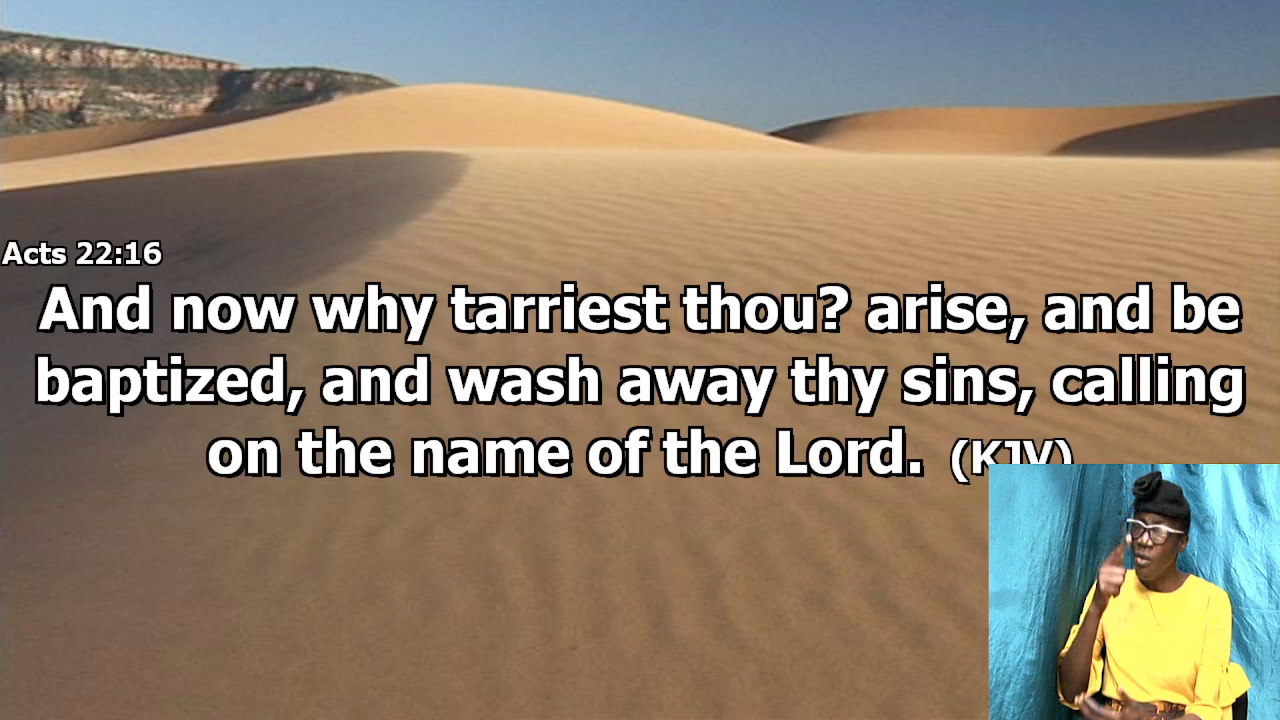 Acts 22:16
And now why tarriest thou? arise, and be
baptized, and wash away thy sins, calling
on the name of the Lord. (KJV)